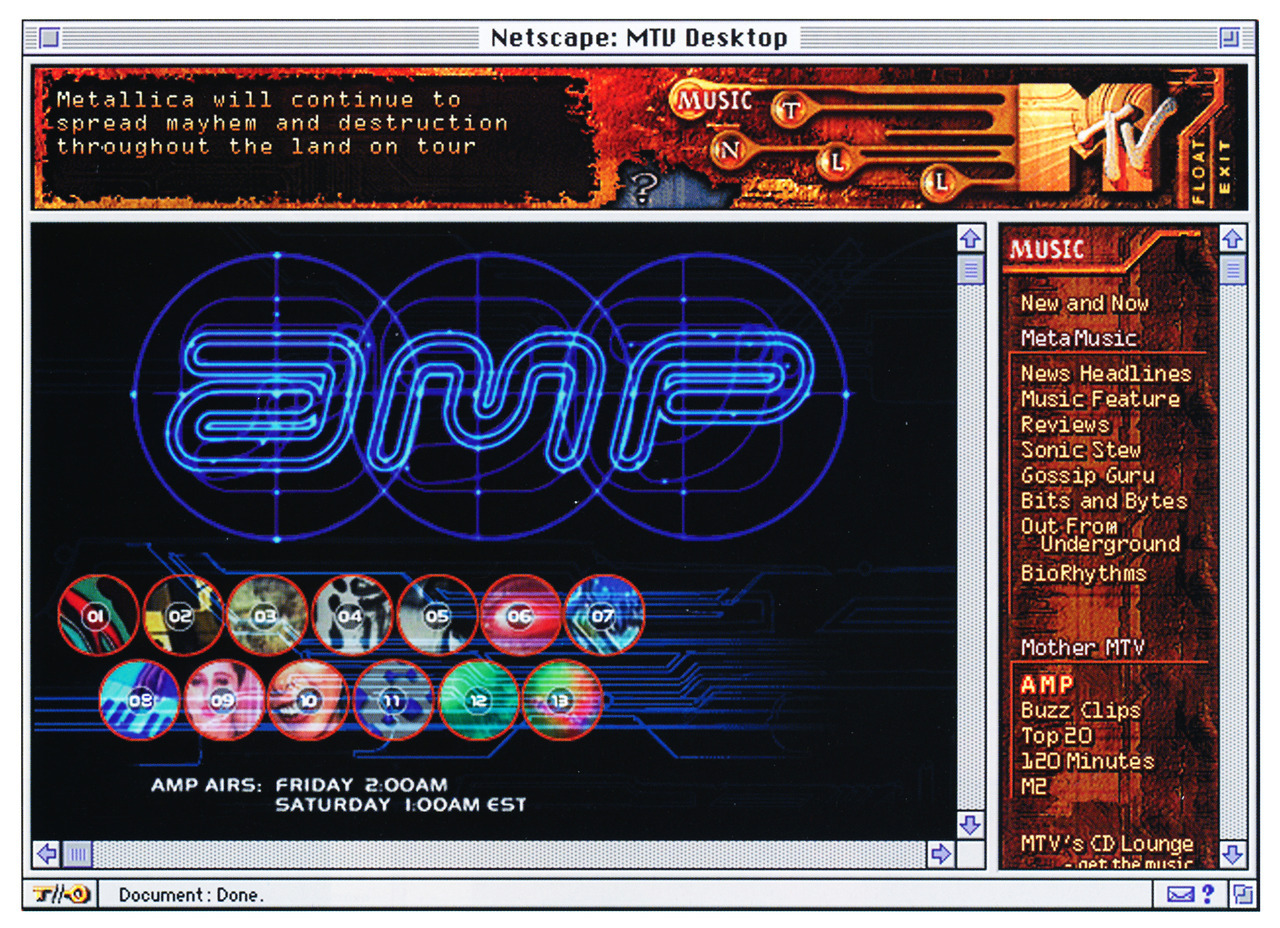 Netscape: MTV Desktop
Metallica will continue to
spread mayhem and destruction
throughout the land on tour
MUSIC
T
N
L
L
?
MTV
FLOAT
EXIT
amp
01 02 03 04 05 06 07
08 09 10 11 12 13
AMP AIRS: FRIDAY 2:00AM
SATURDAY 1:00AM EST
MUSIC
New and Now
MetaMusic
News Headlines
Music Feature
Reviews
Sonic Stew
Gossip Guru
Bits and Bytes
Out From
Underground
BioRhythms
Mother MTV
AMP
Buzz Clips
Top 20
120 Minutes
M2
MTV's CD Lounge
- get the music
Document: Done.
?